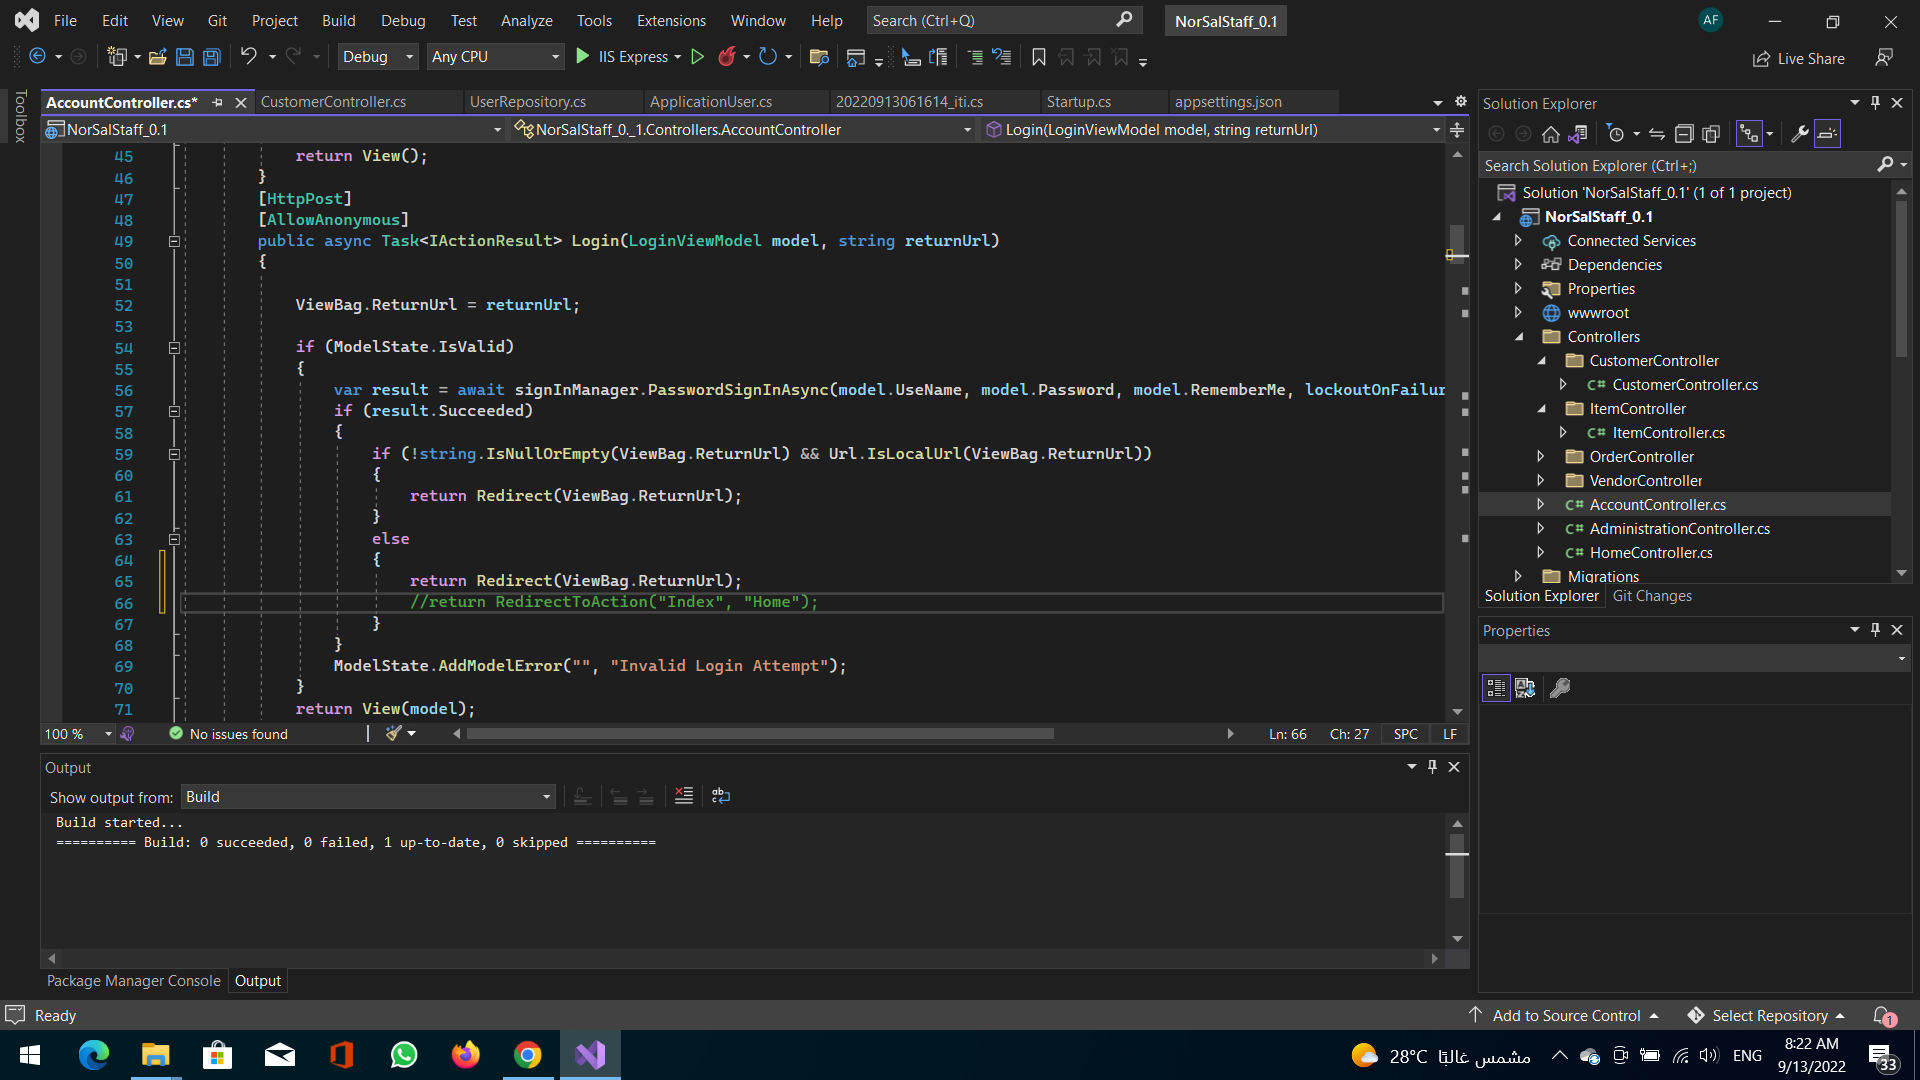 File Edit View Git Project Build Debug Test Analyze Tools Extensions Window Help Search (Ctrl+Q) NorSalStaff_0.1 AF
Debug Any CPU IIS Express Live Share
Toolbox
AccountController.cs* CustomerController.cs UserRepository.cs ApplicationUser.cs 20220913061614_iti.cs Startup.cs appsettings.json
NorSalStaff_0.1 NorSalStaff_0._1.Controllers.AccountController Login(LoginViewModel model, string returnUrl)
45 return View();
46 }
47 [HttpPost]
48 [AllowAnonymous]
49 public async Task<IActionResult> Login(LoginViewModel model, string returnUrl)
50 {
51
52 ViewBag.ReturnUrl = returnUrl;
53
54 if (ModelState.IsValid)
55 {
56 var result = await signInManager.PasswordSignInAsync(model.UseName, model.Password, model.RememberMe, lockoutOnFailur
57 if (result.Succeeded)
58 {
59 if (!string.IsNullOrEmpty(ViewBag.ReturnUrl) && Url.IsLocalUrl(ViewBag.ReturnUrl))
60 {
61 return Redirect(ViewBag.ReturnUrl);
62 }
63 else
64 {
65 return Redirect(ViewBag.ReturnUrl);
66 //return RedirectToAction("Index", "Home");
67 }
68 }
69 ModelState.AddModelError("", "Invalid Login Attempt");
70 }
71 return View(model);
100 % No issues found Ln: 66 Ch: 27 SPC LF
Output
Show output from: Build
Build started...
========== Build: 0 succeeded, 0 failed, 1 up-to-date, 0 skipped ==========
Package Manager Console Output
Solution Explorer
Search Solution Explorer (Ctrl+;)
Solution 'NorSalStaff_0.1' (1 of 1 project)
NorSalStaff_0.1
Connected Services
Dependencies
Properties
wwwroot
Controllers
CustomerController
C# CustomerController.cs
ItemController
C# ItemController.cs
OrderController
VendorController
C# AccountController.cs
C# AdministrationController.cs
C# HomeController.cs
Migrations
Solution Explorer Git Changes
Properties
Ready Add to Source Control Select Repository 1
28°C مشمس غالبًا ENG 8:22 AM
9/13/2022 33